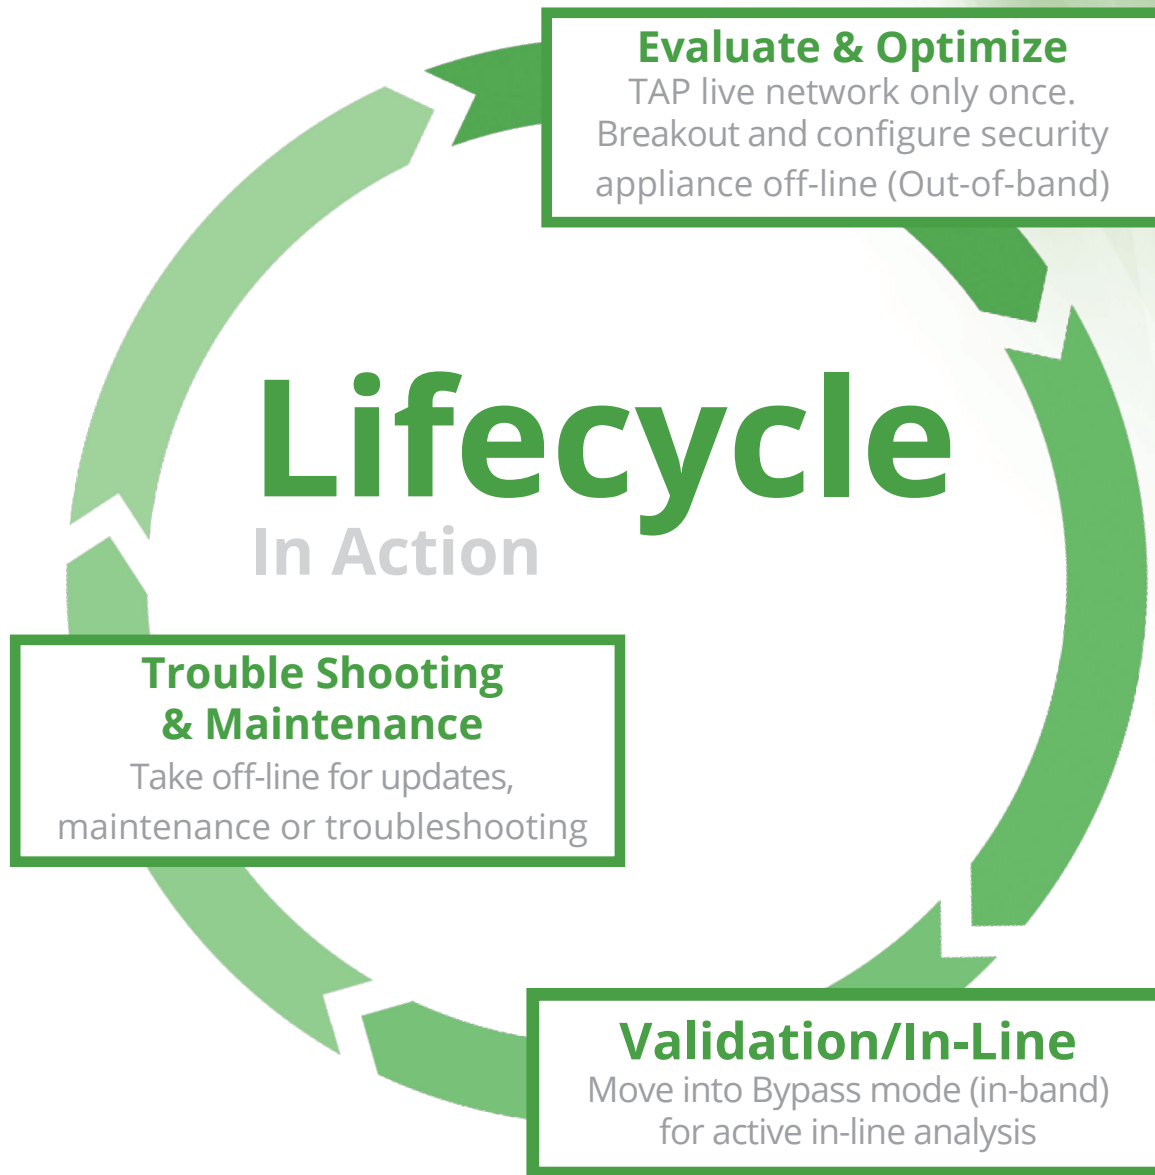 Evaluate & Optimize
TAP live network only once.
Breakout and configure security
appliance off-line (Out-of-band)
Lifecycle
In Action
Trouble Shooting
& Maintenance
Take off-line for updates,
maintenance or troubleshooting
Validation/In-Line
Move into Bypass mode (in-band)
for active in-line analysis